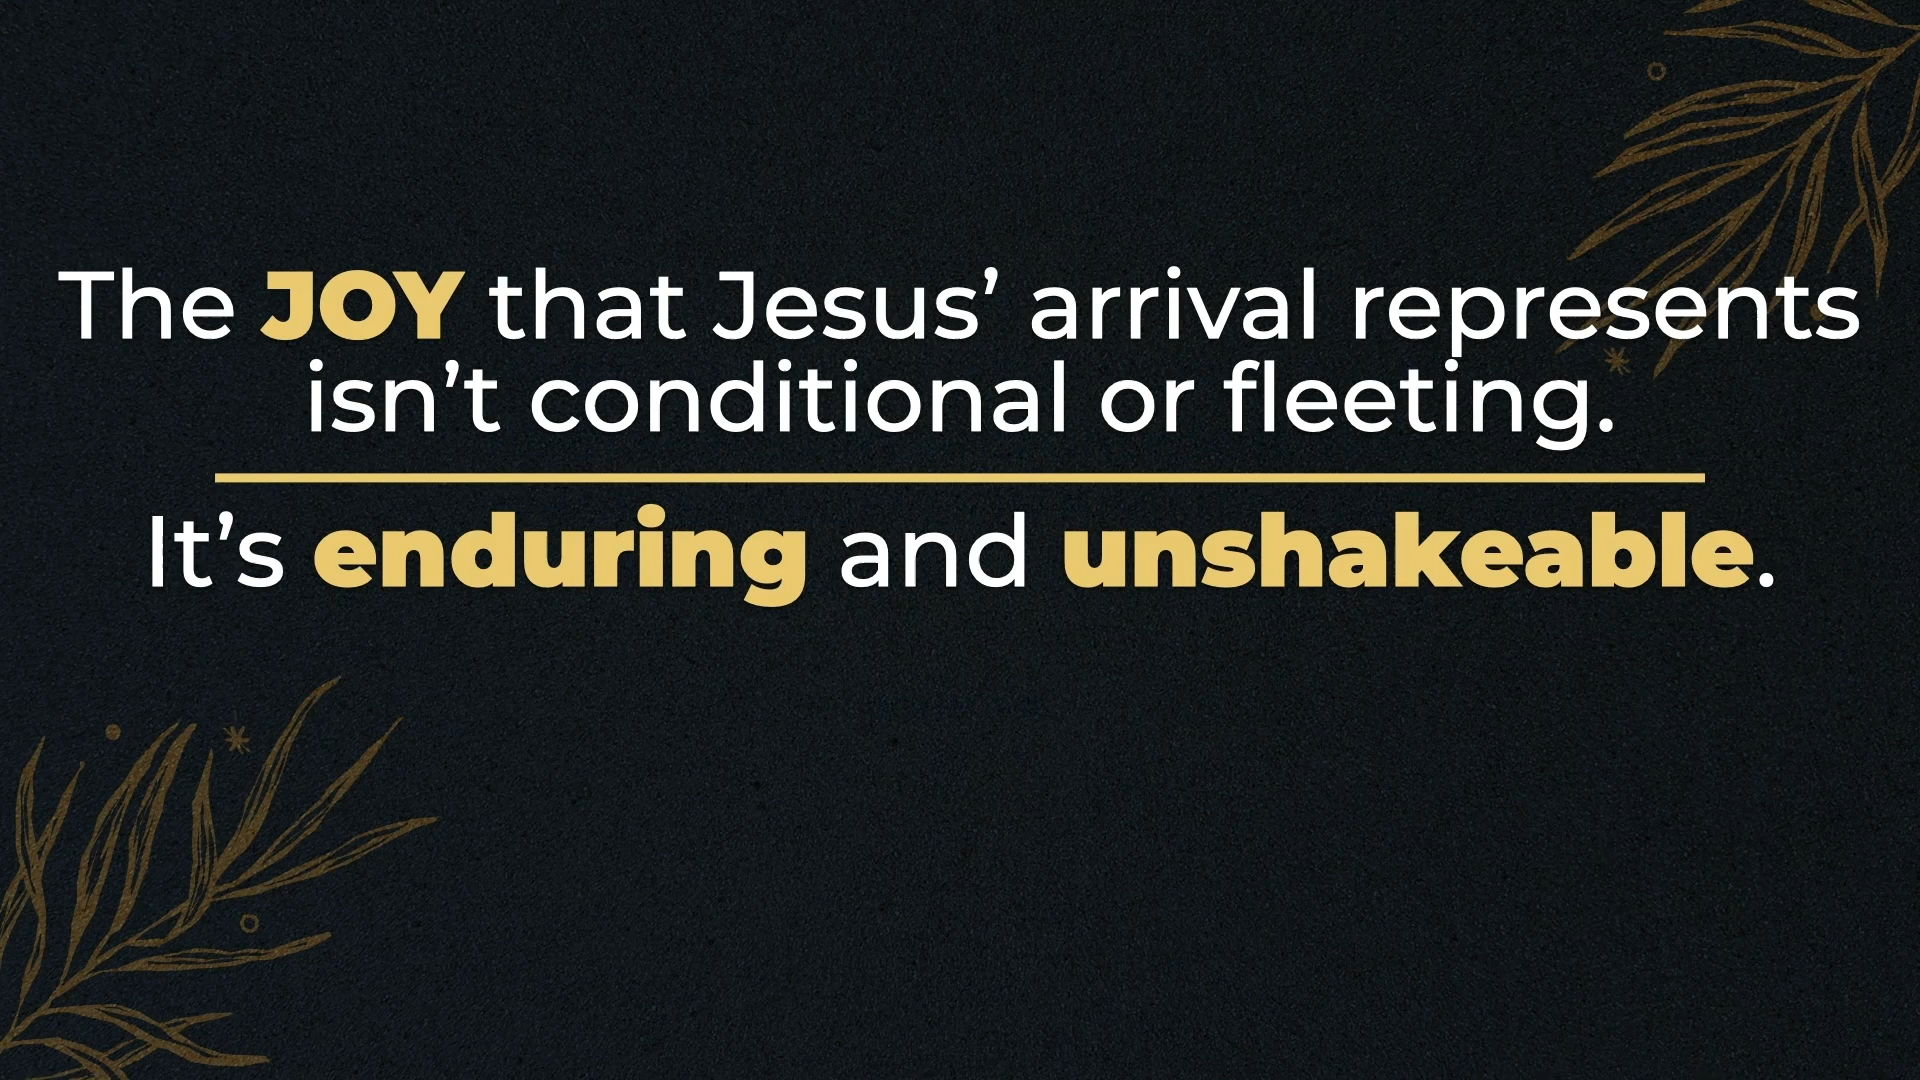 The JOY that Jesus’ arrival represents
isn’t conditional or fleeting.
It’s enduring and unshakeable.